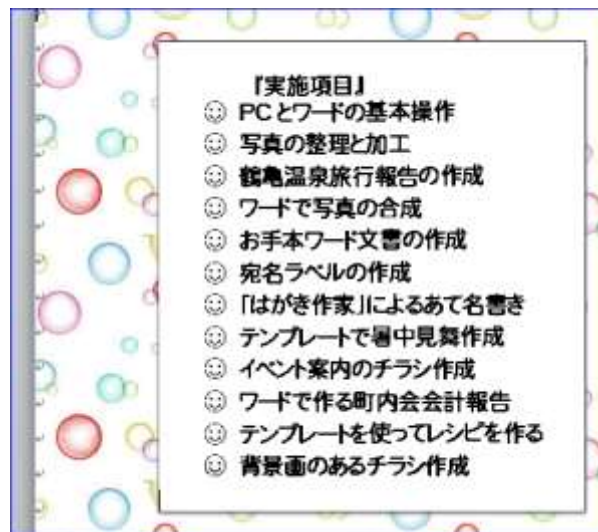 『実施項目』
☺ PCとワードの基本操作
☺ 写真の整理と加工
☺ 鶴亀温泉旅行報告の作成
☺ ワードで写真の合成
☺ お手本ワード文書の作成
☺ 宛名ラベルの作成
☺ 「はがき作家」によるあて名書き
☺ テンプレートで暑中見舞作成
☺ イベント案内のチラシ作成
☺ ワードで作る町内会会計報告
☺ テンプレートを使ってレシピを作る
☺ 背景画のあるチラシ作成